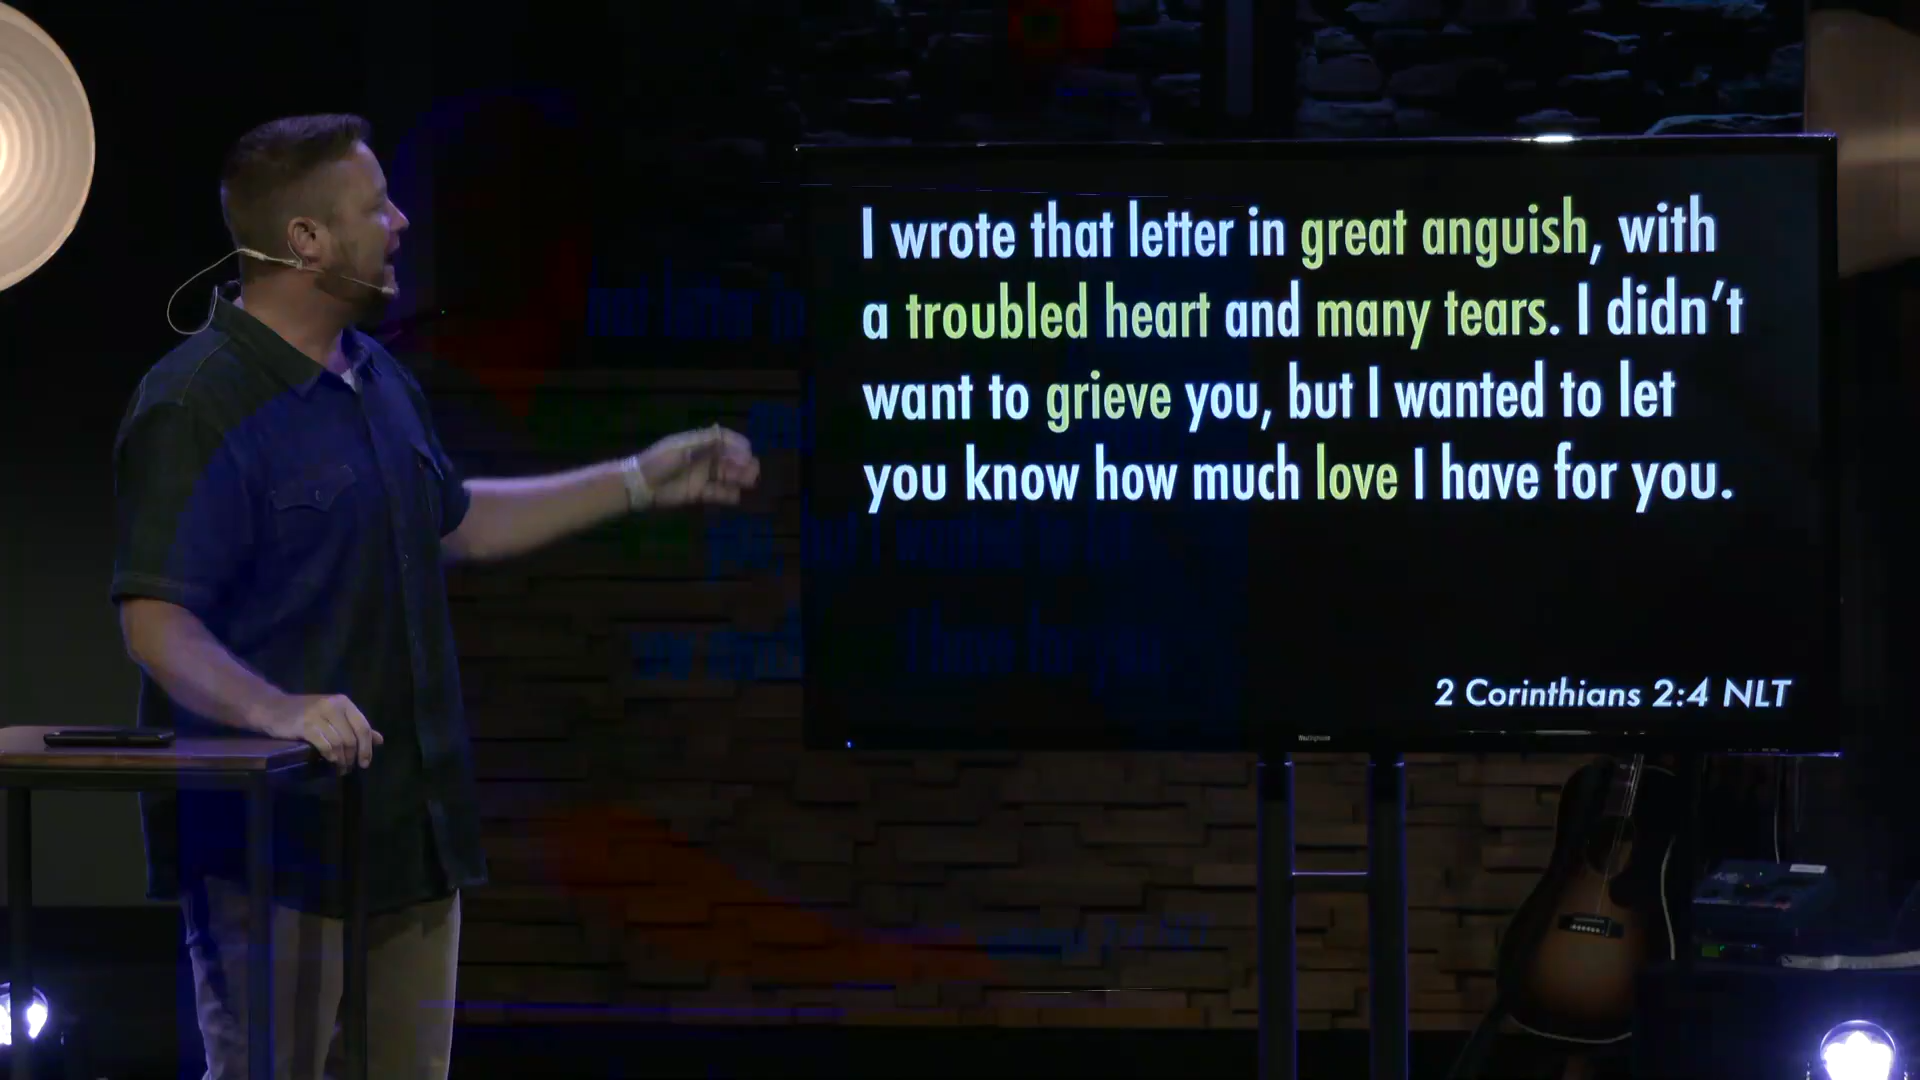 I wrote that letter in great anguish, with
a troubled heart and many tears. I didn't
want to grieve you, but I wanted to let
you know how much love I have for you.
2 Corinthians 2:4 NLT
Westinghouse